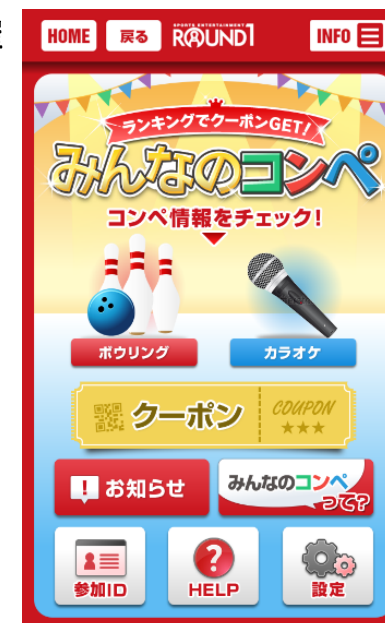 HOME
戻る
SPORTS ENTERTAINMENT
ROUND1
INFO
ランキングでクーポンGET!
みんなのコンペ
コンペ情報をチェック!
ボウリング
カラオケ
クーポン
COUPON
★★★
! お知らせ
みんなのコンペ
って?
参加ID
?
HELP
設定